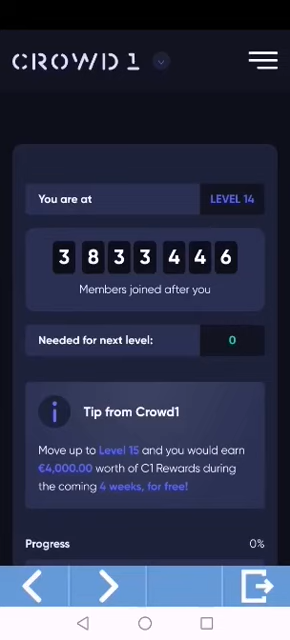 CROWD 1
You are at LEVEL 14
3 8 3 3 4 4 6
Members joined after you
Needed for next level: 0
Tip from Crowd1
Move up to Level 15 and you would earn
€4,000.00 worth of C1 Rewards during
the coming 4 weeks, for free!
Progress 0%